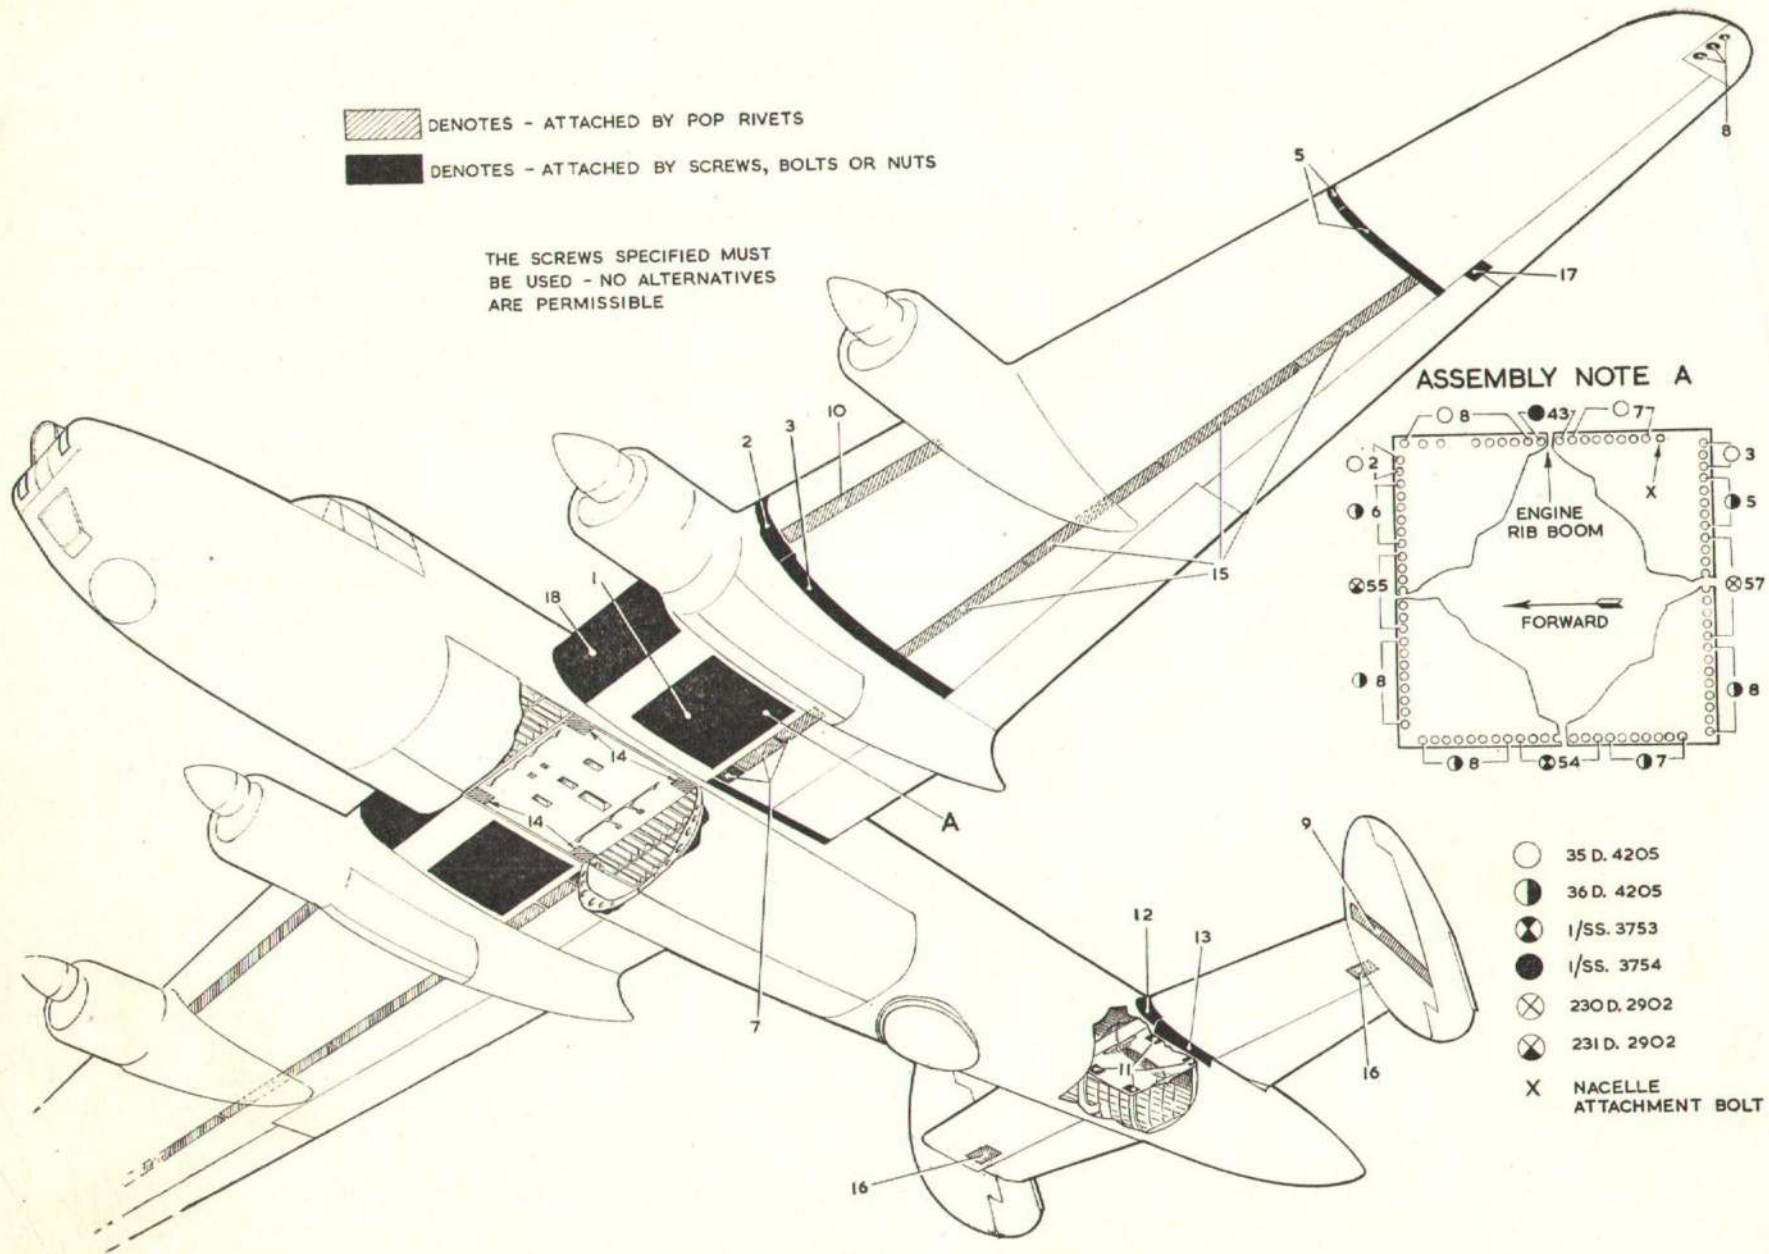 DENOTES - ATTACHED BY POP RIVETS
DENOTES - ATTACHED BY SCREWS, BOLTS OR NUTS
THE SCREWS SPECIFIED MUST
BE USED - NO ALTERNATIVES
ARE PERMISSIBLE
8
5
17
10
3
2
15
1
18
14
14
A
7
9
12
13
11
16
16
ASSEMBLY NOTE A
8
43
7
2
3
X
6
5
ENGINE
RIB BOOM
55
57
FORWARD
8
8
8
54
7
35 D. 4205
36 D. 4205
1/SS. 3753
1/SS. 3754
230 D. 2902
231 D. 2902
X NACELLE
ATTACHMENT BOLT